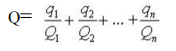 Q= q₁/Q₁ + q₂/Q₂ + ... + qₙ/Qₙ